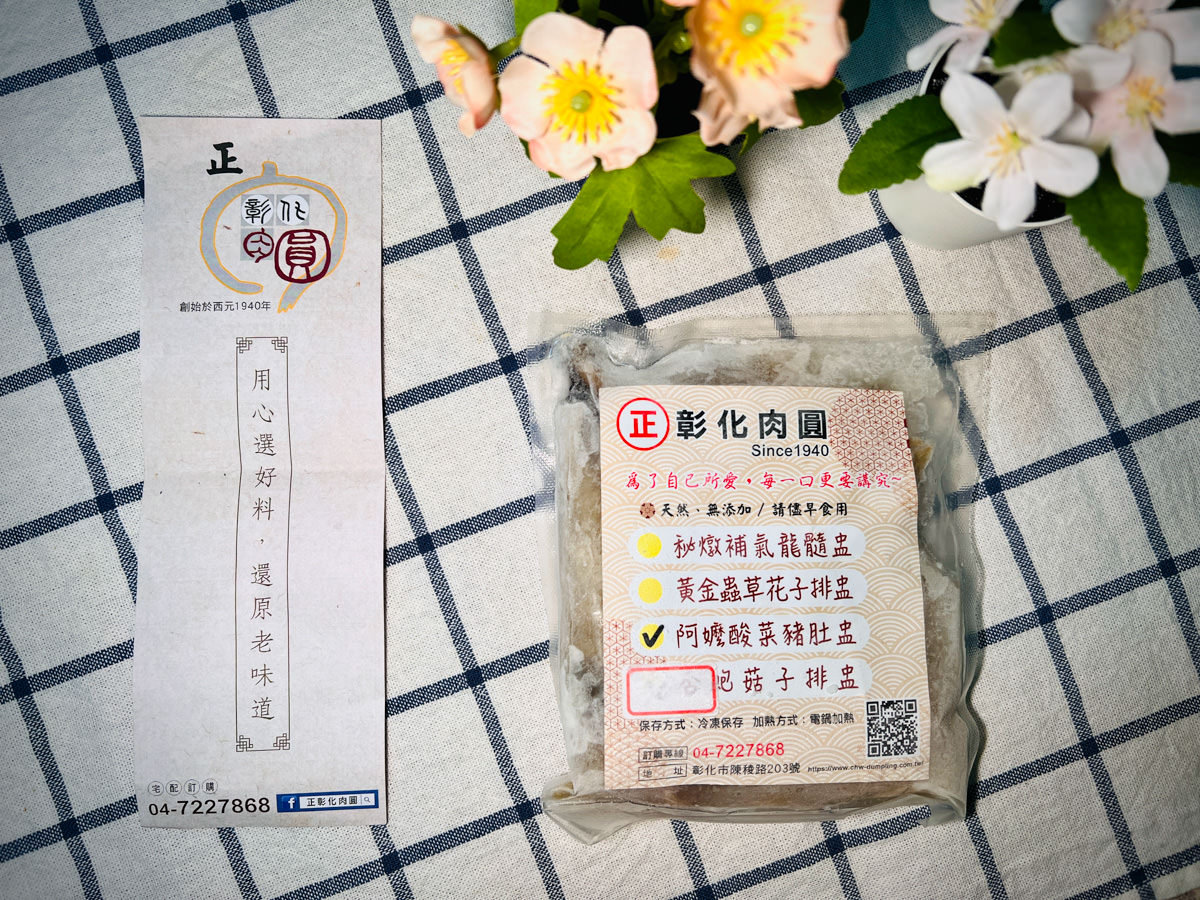 正
彰化
肉圓
創始於西元1940年
用心選好料，還原老味道
宅配訂購
04-7227868
f 正彰化肉圓
正 彰化肉圓
Since1940
為了自己所愛，每一口更要講究~
天然、無添加 / 請儘早食用
秘燉補氣龍髓盅
黃金蟲草花子排盅
阿嬤酸菜豬肚盅
菇子排盅
保存方式：冷凍保存 加熱方式：電鍋加熱
訂購專線 04-7227868
地 址 彰化市陳稜路203號 https://www.chw-dumpling.com.tw/